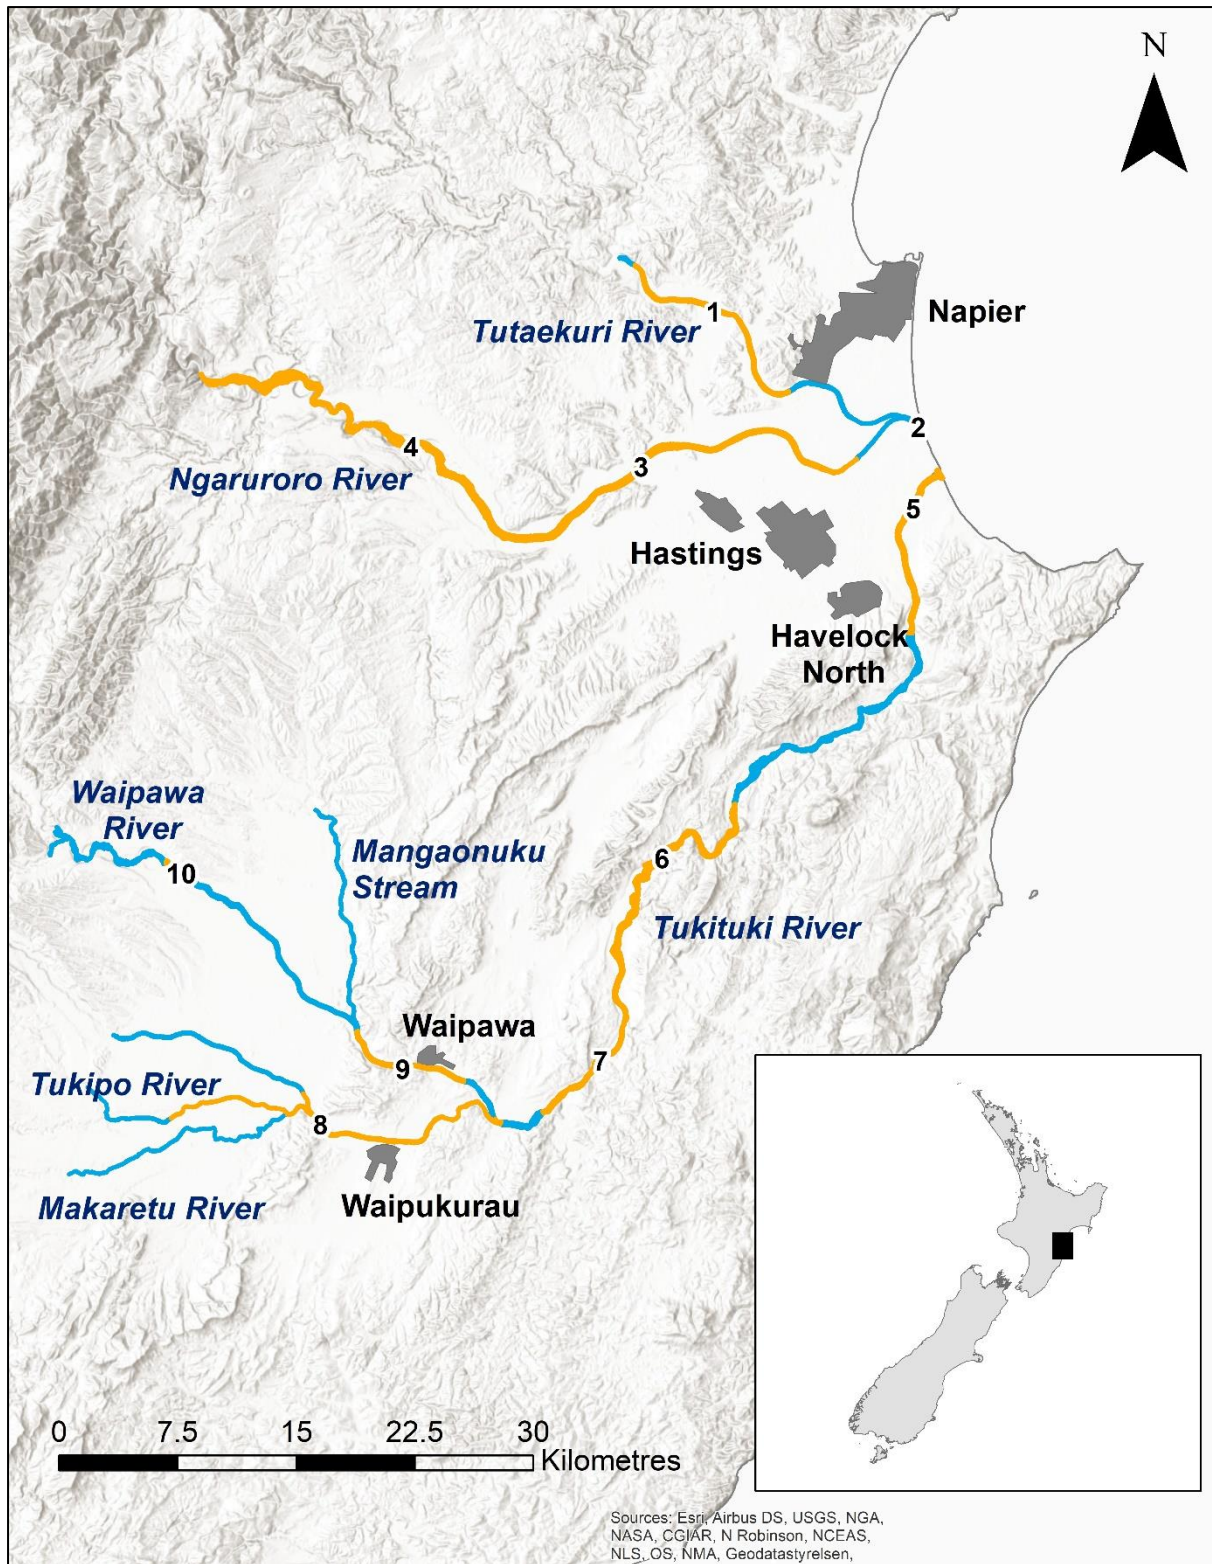 N
Napier
1
Tutaekuri River
2
4
3
Ngaruroro River
5
Hastings
Havelock
North
Waipawa
River
Mangaonuku
Stream
6
10
Tukituki River
Waipawa
7
9
Tukipo River
8
Makaretu River
Waipukurau
0 7.5 15 22.5 30
Kilometres
Sources: Esri, Airbus DS, USGS, NGA,
NASA, CGIAR, N Robinson, NCEAS,
NLS, OS, NMA, Geodatastyrelsen,